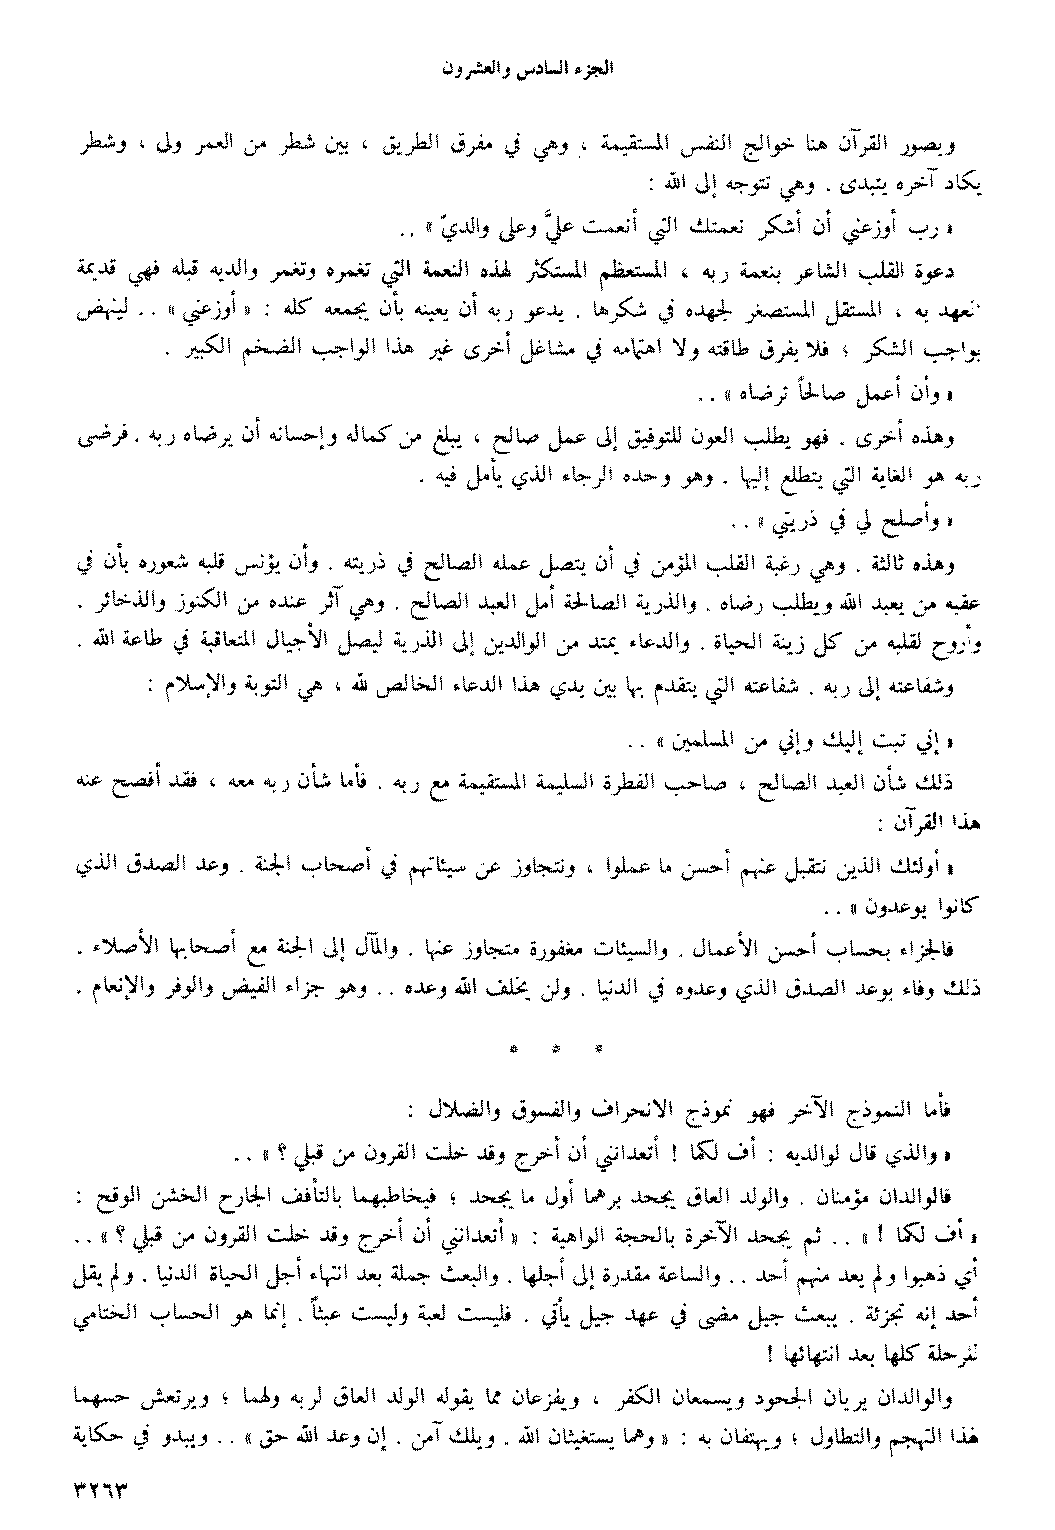 الجزء السادس والعشرون
ويصور القرآن هنا خوالج النفس المستقيمة ، وهي في مفرق الطريق ، بين شطر من العمر ولى ، وشطر
يكاد آخره يتبدى . وهي تتوجه إلى الله :
« رب أوزعني أن أشكر نعمتك التي أنعمت عليَّ وعلى والديّ » ..
دعوة القلب الشاعر بنعمة ربه ، المستعظم المستكثر لهذه النعمة التي تغمره وتغمر والديه قبله فهي قديمة
العهد به ، المستقل المستصغر لجهده في شكرها . يدعو ربه أن يعينه بأن يجمعه كله : « أوزعني » .. لينهض
بواجب الشكر ؛ فلا يفرق طاقته ولا اهتمامه في مشاغل أخرى غير هذا الواجب الضخم الكبير .
« وأن أعمل صالحاً ترضاه » ..
وهذه أخرى . فهو يطلب العون للتوفيق إلى عمل صالح ، يبلغ من كماله وإحسانه أن يرضاه ربه . فرضى
ربه هو الغاية التي يتطلع إليها . وهو وحده الرجاء الذي يأمل فيه .
« وأصلح لي في ذريتي » ..
وهذه ثالثة . وهي رغبة القلب المؤمن في أن يتصل عمله الصالح في ذريته . وأن يؤنس قلبه شعوره بأن في
عقبه من يعبد الله ويطلب رضاه . والذرية الصالحة أمل العبد الصالح . وهي آثر عنده من الكنوز والذخائر .
وأروح لقلبه من كل زينة الحياة . والدعاء يمتد من الوالدين إلى الذرية ليصل الأجيال المتعاقبة في طاعة الله .
وشفاعته إلى ربه . شفاعته التي يتقدم بها بين يدي هذا الدعاء الخالص لله ، هي التوبة والإسلام :
« إني تبت إليك وإني من المسلمين » ..
ذلك شأن العبد الصالح ، صاحب الفطرة السليمة المستقيمة مع ربه . فأما شأن ربه معه ، فقد أفصح عنه
هذا القرآن :
« أولئك الذين نتقبل عنهم أحسن ما عملوا ، ونتجاوز عن سيئاتهم في أصحاب الجنة . وعد الصدق الذي
كانوا يوعدون » ..
فالجزاء بحساب أحسن الأعمال . والسيئات مغفورة متجاوز عنها . والمآل إلى الجنة مع أصحابها الأصلاء .
ذلك وفاء بوعد الصدق الذي وعدوه في الدنيا . ولن يخلف الله وعده .. وهو جزاء الفيض والوفر والإنعام .
* * *
فأما النموذج الآخر فهو نموذج الانحراف والفسوق والضلال :
« والذي قال لوالديه : أف لكما ! أتعدانني أن أخرج وقد خلت القرون من قبلي ؟ » ..
فالوالدان مؤمنان . والولد العاق يجحد برهما أول ما يجحد ؛ فيخاطبهما بالتأفف الجارح الخشن الوقح :
« أف لكما ! » .. ثم يجحد الآخرة بالحجة الواهية : « أتعدانني أن أخرج وقد خلت القرون من قبلي ؟ » ..
أي ذهبوا ولم يعد منهم أحد .. والساعة مقدرة إلى أجلها . والبعث جملة بعد انتهاء أجل الحياة الدنيا . ولم يقل
أحد إنه تجزئة . يبعث جيل مضى في عهد جيل يأتي . فليست لعبة وليست عبثاً . إنما هو الحساب الختامي
للرحلة كلها بعد انتهائها !
والوالدان يريان الجحود ويسمعان الكفر ، ويفزعان مما يقوله الولد العاق لربه ولهما ؛ ويرتعش حسهما
لهذا التهجم والتطاول ؛ ويهتفان به : « وهما يستغيثان الله . ويلك آمن . إن وعد الله حق » .. ويبدو في حكاية
٣٢٦٣